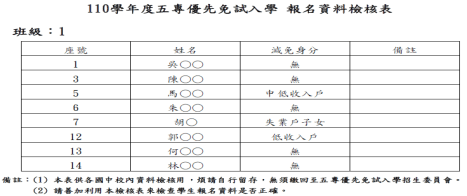 110學年度五專優先免試入學 報名資料檢核表
班級：1
座號 姓名 減免身分 備註
1 吳○○ 無
3 陳○○ 無
5 馬○○ 中低收入戶
6 朱○○ 無
7 胡○ 失業戶子女
12 郭○○ 低收入戶
13 何○○ 無
14 林○○ 無
備註：(1) 本表供各國中校內資料檢核用，煩請自行留存，無須繳回至五專優先免試入學招生委員會。
(2) 請善加利用本檢核表來檢查學生報名資料是否正確。